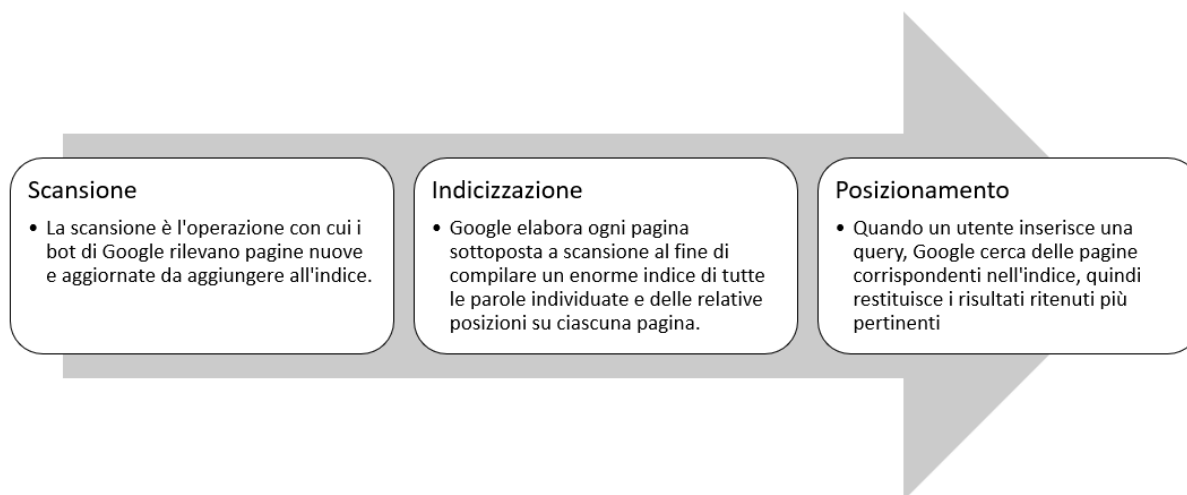 Scansione
• La scansione è l'operazione con cui i
bot di Google rilevano pagine nuove
e aggiornate da aggiungere all'indice.
Indicizzazione
• Google elabora ogni pagina
sottoposta a scansione al fine di
compilare un enorme indice di tutte
le parole individuate e delle relative
posizioni su ciascuna pagina.
Posizionamento
• Quando un utente inserisce una
query, Google cerca delle pagine
corrispondenti nell'indice, quindi
restituisce i risultati ritenuti più
pertinenti